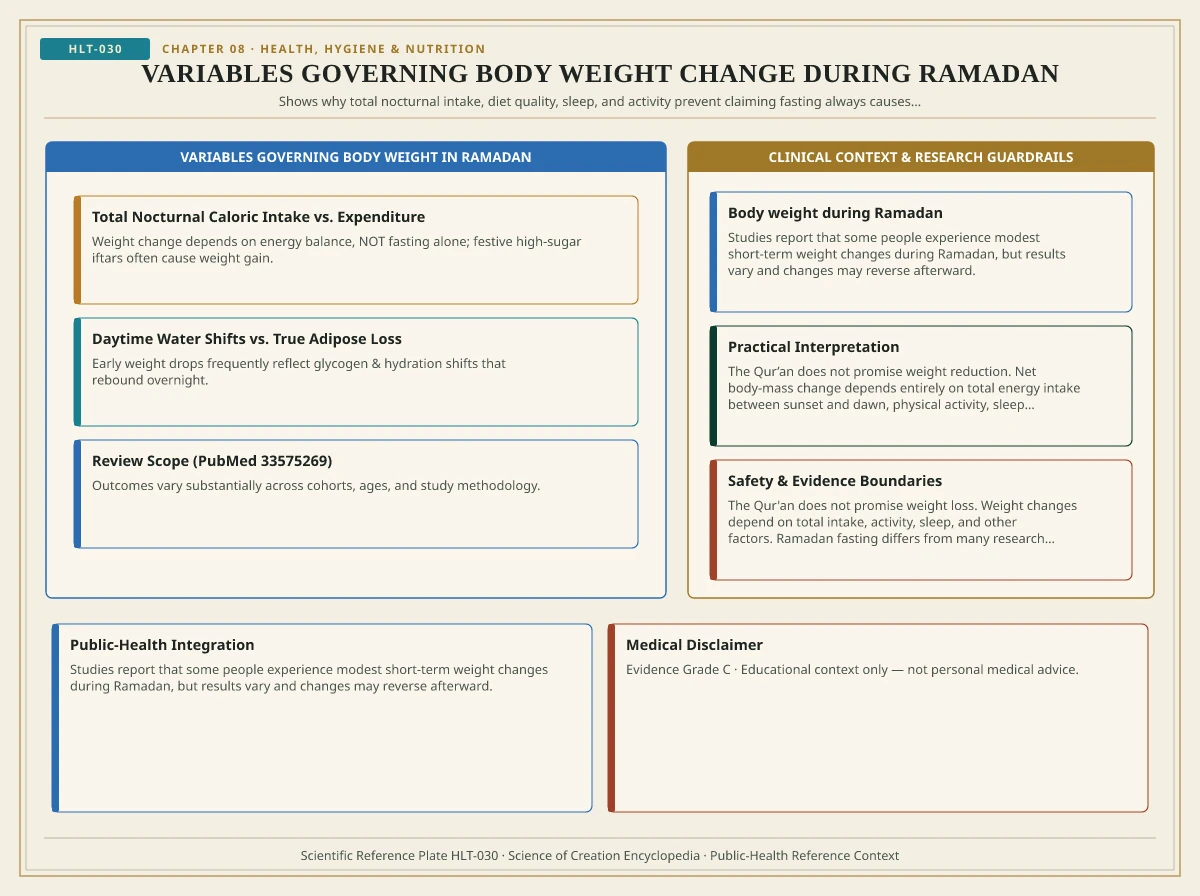 HLT-030
CHAPTER 08 · HEALTH, HYGIENE & NUTRITION
VARIABLES GOVERNING BODY WEIGHT CHANGE DURING RAMADAN
Shows why total nocturnal intake, diet quality, sleep, and activity prevent claiming fasting always causes…
VARIABLES GOVERNING BODY WEIGHT IN RAMADAN
Total Nocturnal Caloric Intake vs. Expenditure
Weight change depends on energy balance, NOT fasting alone; festive high-sugar
iftars often cause weight gain.
Daytime Water Shifts vs. True Adipose Loss
Early weight drops frequently reflect glycogen & hydration shifts that
rebound overnight.
Review Scope (PubMed 33575269)
Outcomes vary substantially across cohorts, ages, and study methodology.
CLINICAL CONTEXT & RESEARCH GUARDRAILS
Body weight during Ramadan
Studies report that some people experience modest
short-term weight changes during Ramadan, but results
vary and changes may reverse afterward.
Practical Interpretation
The Qur’an does not promise weight reduction. Net
body-mass change depends entirely on total energy intake
between sunset and dawn, physical activity, sleep…
Safety & Evidence Boundaries
The Qur'an does not promise weight loss. Weight changes
depend on total intake, activity, sleep, and other
factors. Ramadan fasting differs from many research…
Public-Health Integration
Studies report that some people experience modest short-term weight changes
during Ramadan, but results vary and changes may reverse afterward.
Medical Disclaimer
Evidence Grade C · Educational context only — not personal medical advice.
Scientific Reference Plate HLT-030 · Science of Creation Encyclopedia · Public-Health Reference Context